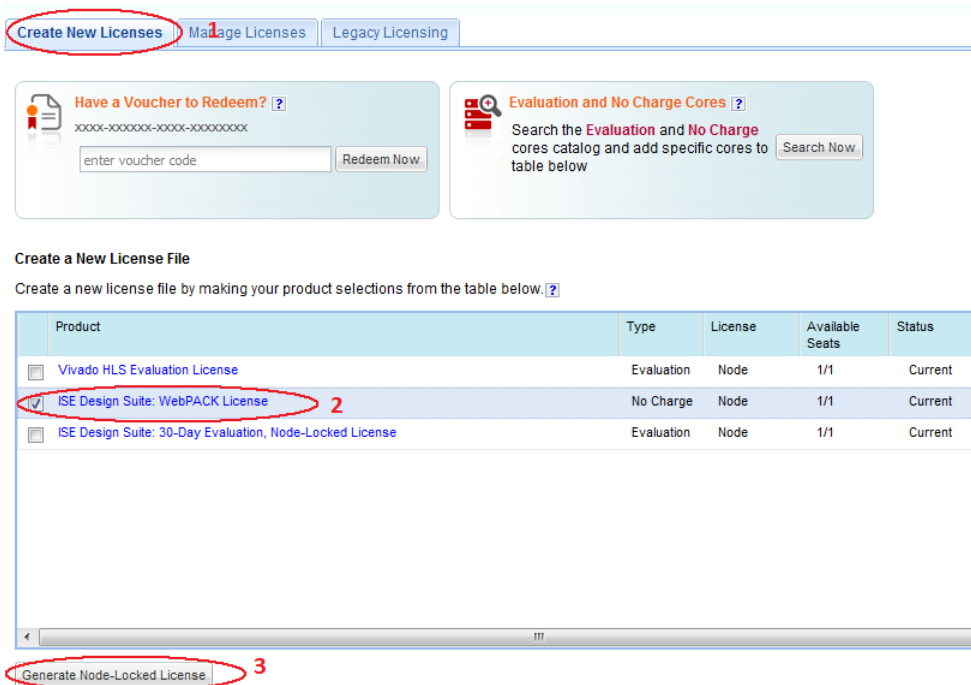 Create New Licenses 1 Manage Licenses Legacy Licensing
Have a Voucher to Redeem? ?
xxxx-xxxxxx-xxxx-xxxxxxxx
enter voucher code Redeem Now
Evaluation and No Charge Cores ?
Search the Evaluation and No Charge
cores catalog and add specific cores to
table below
Search Now
Create a New License File
Create a new license file by making your product selections from the table below. ?
Product Type License Available Seats Status
Vivado HLS Evaluation License Evaluation Node 1/1 Current
ISE Design Suite: WebPACK License 2 No Charge Node 1/1 Current
ISE Design Suite: 30-Day Evaluation, Node-Locked License Evaluation Node 1/1 Current
Generate Node-Locked License 3